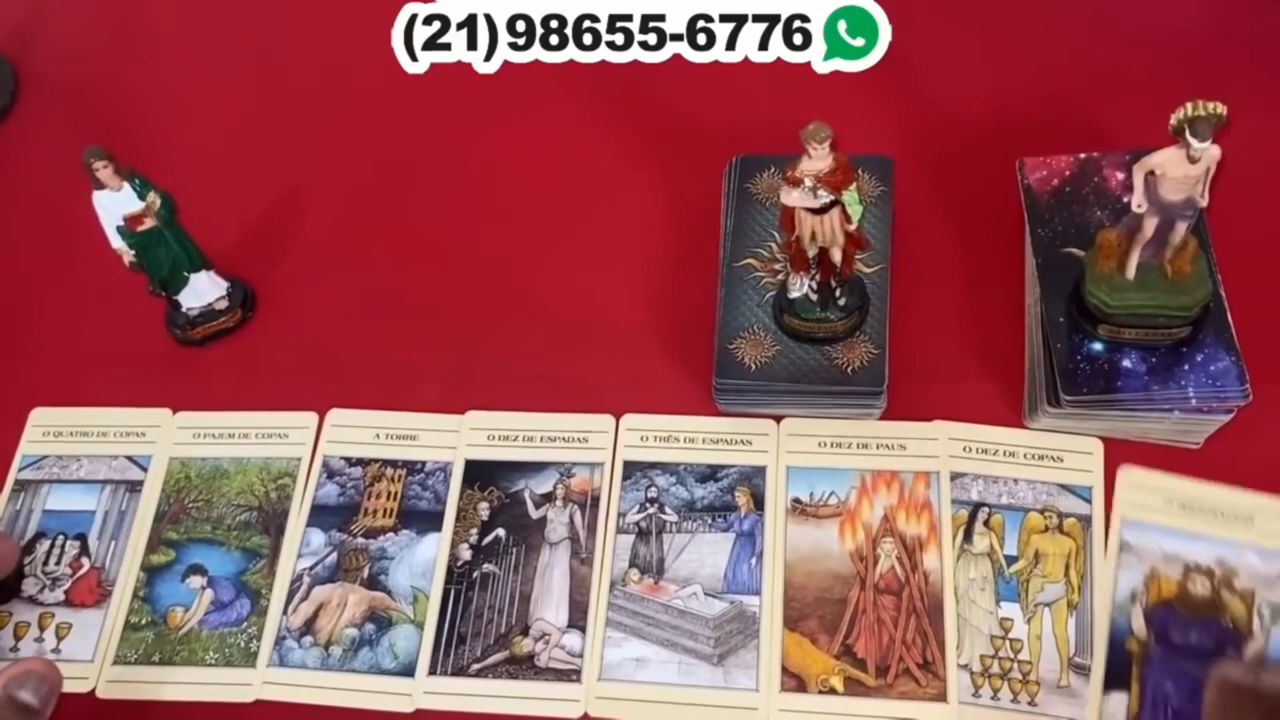 (21)98655-6776
O QUATRO DE COPAS
O PAJEM DE COPAS
A TORRE
O DEZ DE ESPADAS
O TRÊS DE ESPADAS
O DEZ DE PAUS
O DEZ DE COPAS